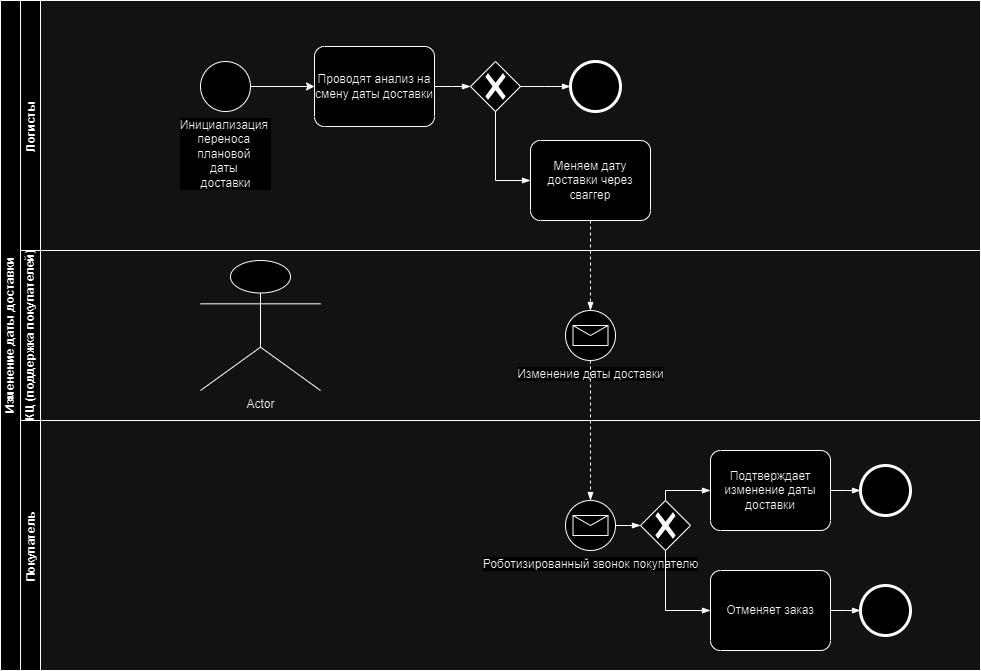 Изменение даты доставки
Логисты
Инициализация
переноса
плановой
даты
доставки
Проводят анализ на
смену даты доставки
Меняем дату
доставки через
сваггер
КЦ (поддержка покупателей)
Actor
Изменение даты доставки
Покупатель
Роботизированный звонок покупателю
Подтверждает
изменение даты
доставки
Отменяет заказ